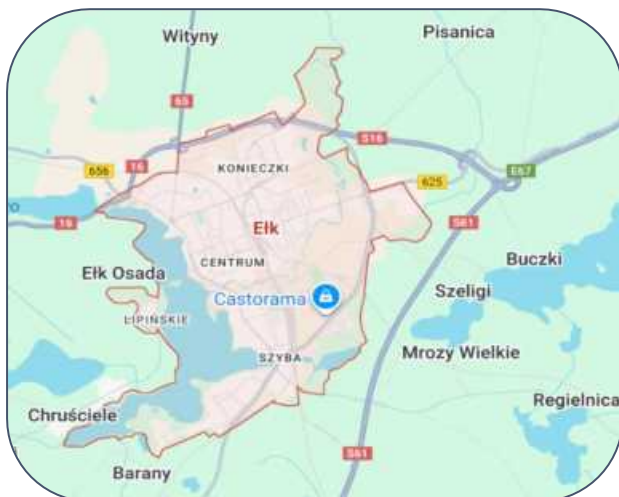 Wityny
Pisanica
65
S16
16
656
KONIECZKI
E67
625
16
S61
Ełk
Buczki
Ełk Osada
CENTRUM
Szeligi
Castorama
LIPIŃSKIE
SZYBA
Mrozy Wielkie
Regielnica
Chruściele
S61
Barany